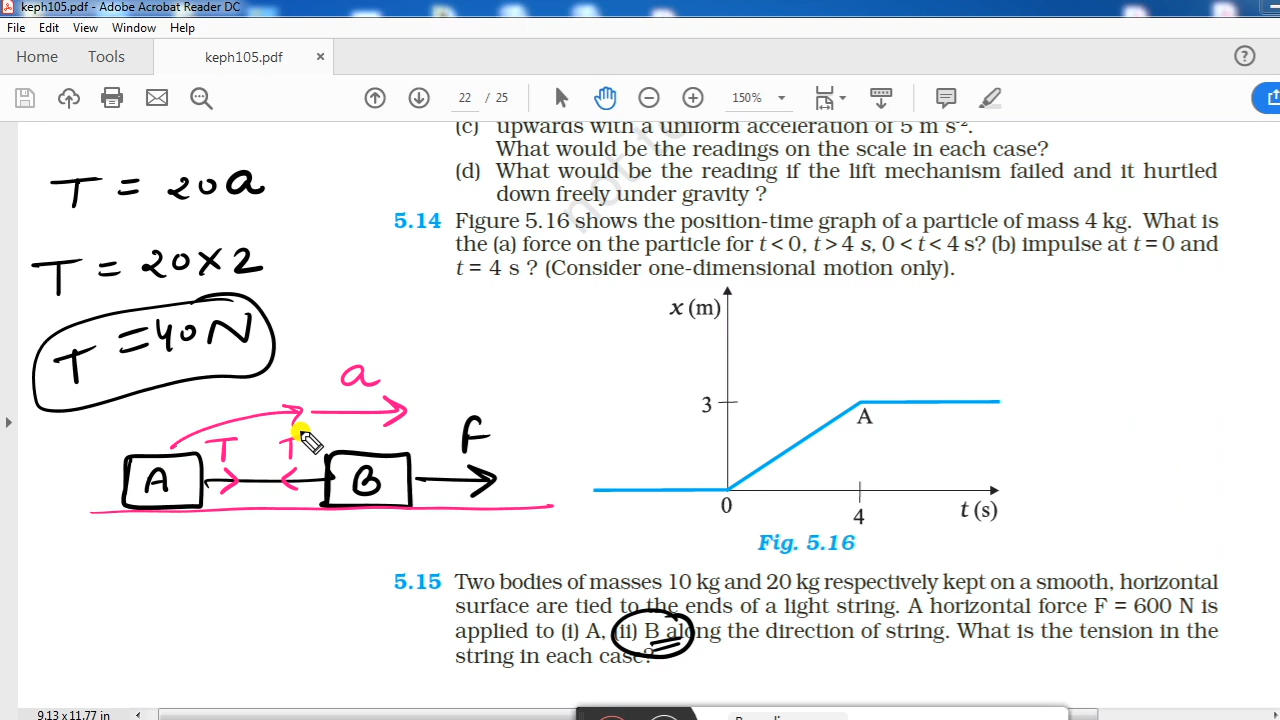 keph105.pdf - Adobe Acrobat Reader DC
File Edit View Window Help
Home Tools keph105.pdf ×
22 / 25 150%
(c) upwards with a uniform acceleration of 5 m s⁻².
What would be the readings on the scale in each case?
(d) What would be the reading if the lift mechanism failed and it hurtled
down freely under gravity ?
5.14 Figure 5.16 shows the position-time graph of a particle of mass 4 kg. What is
the (a) force on the particle for t < 0, t > 4 s, 0 < t < 4 s? (b) impulse at t = 0 and
t = 4 s ? (Consider one-dimensional motion only).
x (m)
3
A
0
4
t (s)
Fig. 5.16
5.15 Two bodies of masses 10 kg and 20 kg respectively kept on a smooth, horizontal
surface are tied to the ends of a light string. A horizontal force F = 600 N is
applied to (i) A, (ii) B along the direction of string. What is the tension in the
string in each case?
T = 20a
T = 20×2
T = 40N
a
F
T T
A B
not to
9.13 x 11.77 in